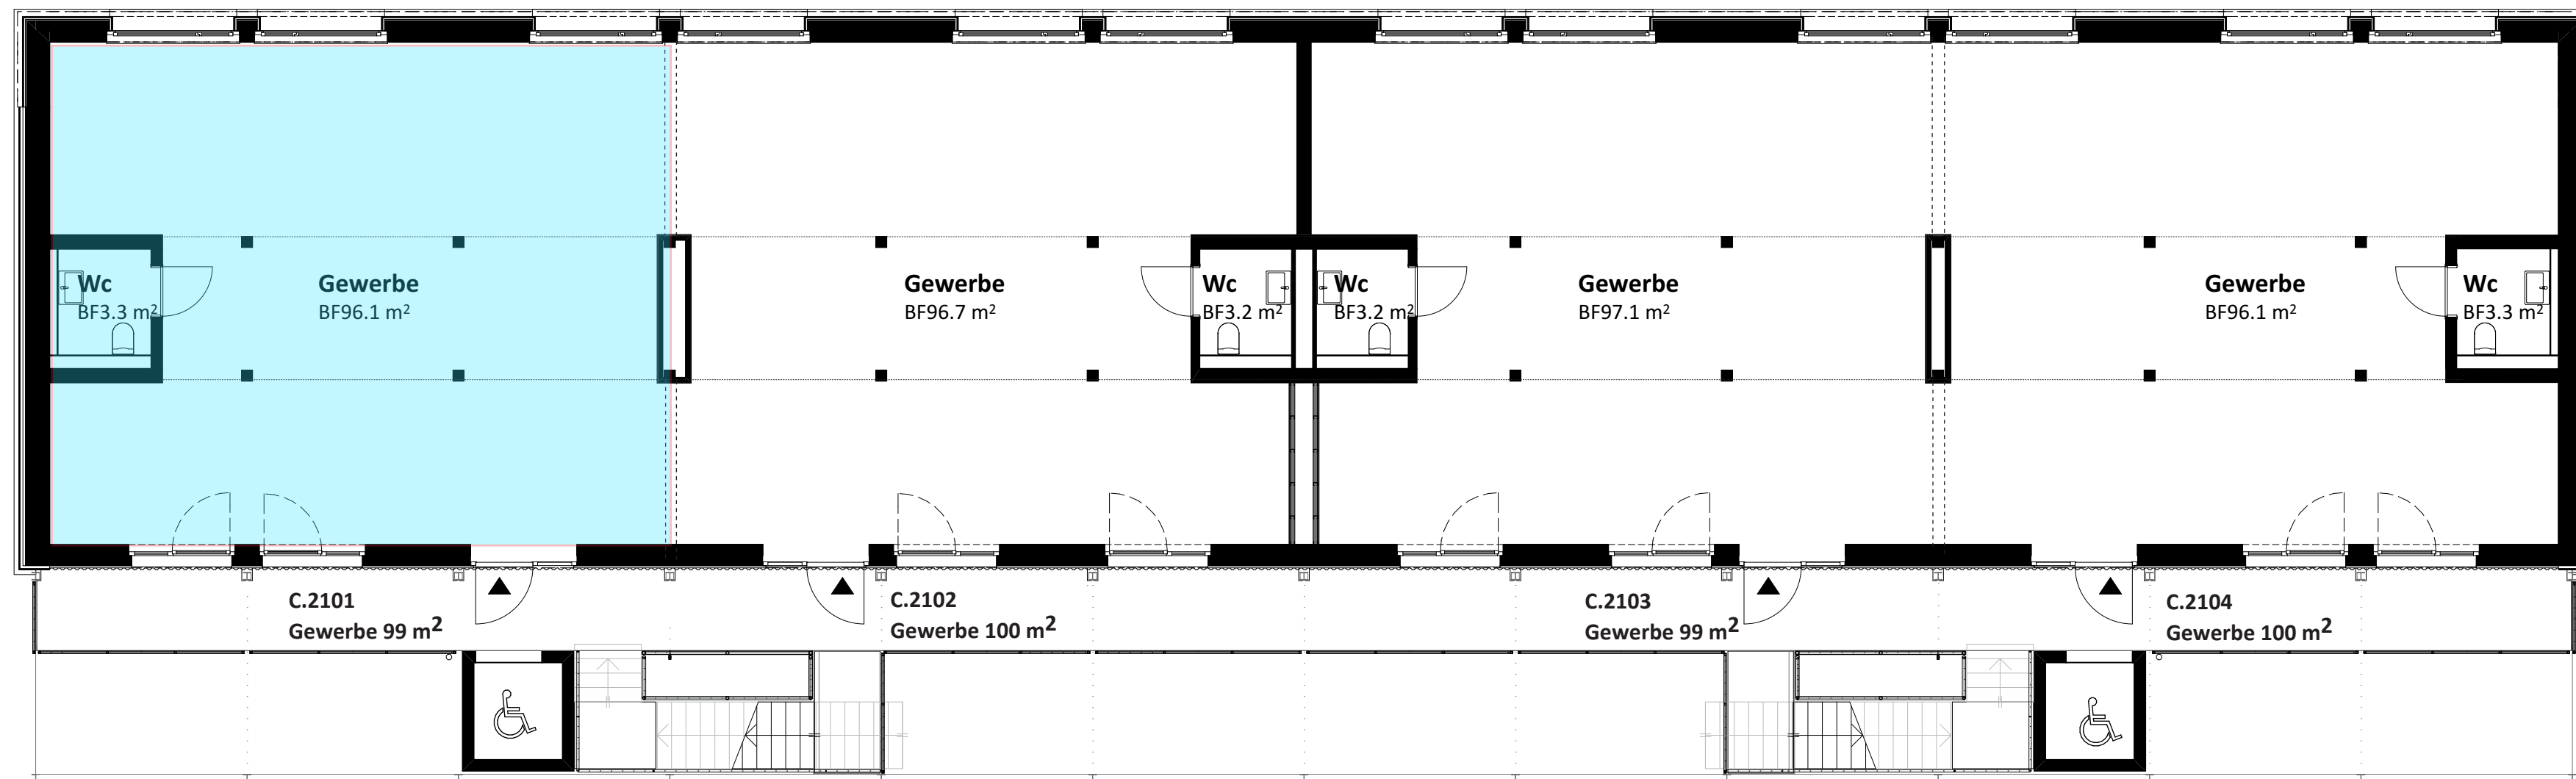 Wc
BF3.3 m²
Gewerbe
BF96.1 m²
Gewerbe
BF96.7 m²
Wc
BF3.2 m²
Wc
BF3.2 m²
Gewerbe
BF97.1 m²
Gewerbe
BF96.1 m²
Wc
BF3.3 m²
C.2101
Gewerbe 99 m²
C.2102
Gewerbe 100 m²
C.2103
Gewerbe 99 m²
C.2104
Gewerbe 100 m²